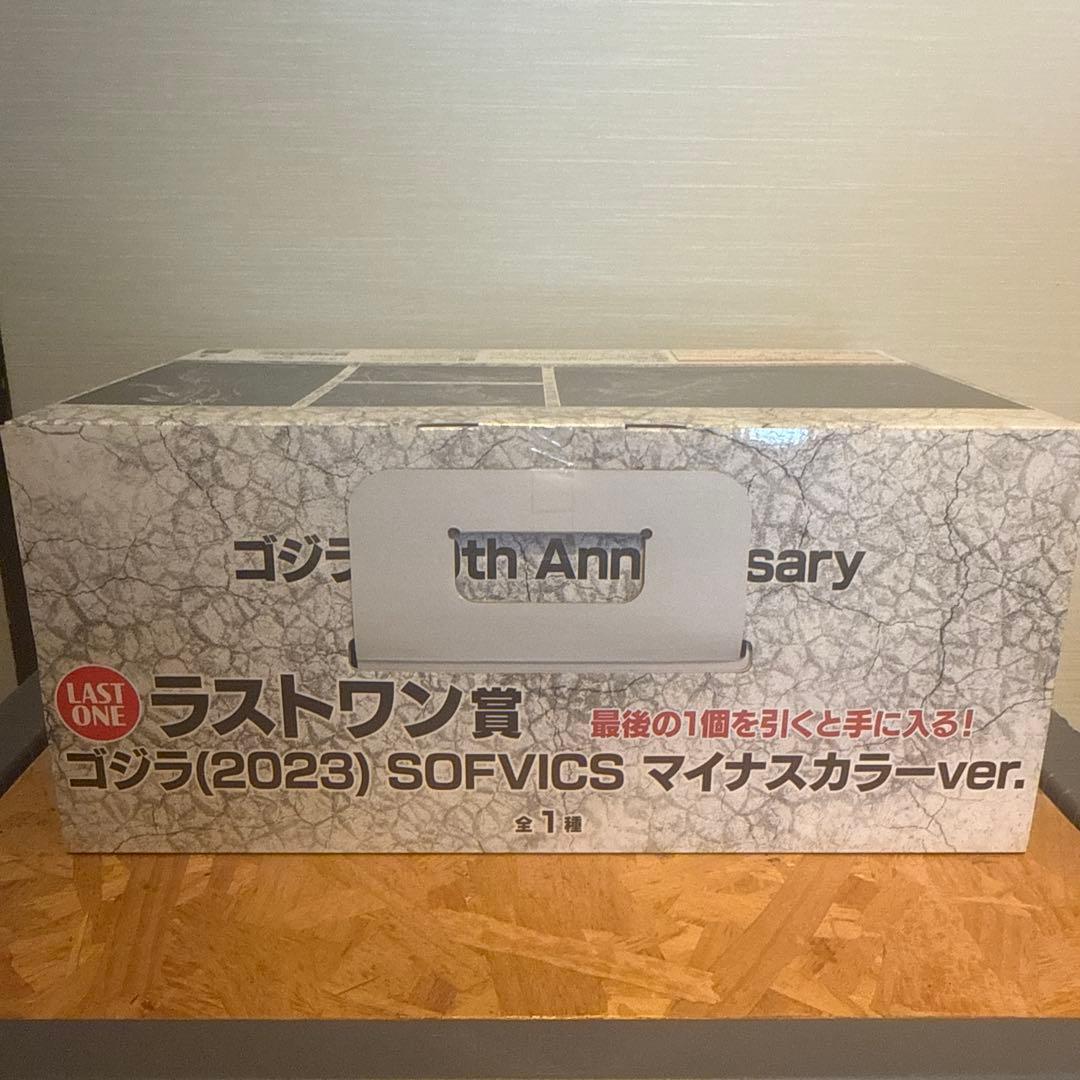 ゴジラ th Ann sary
LAST
ONE
ラストワン賞
最後の1個を引くと手に入る!
ゴジラ(2023) SOFVICS マイナスカラーver.
全1種